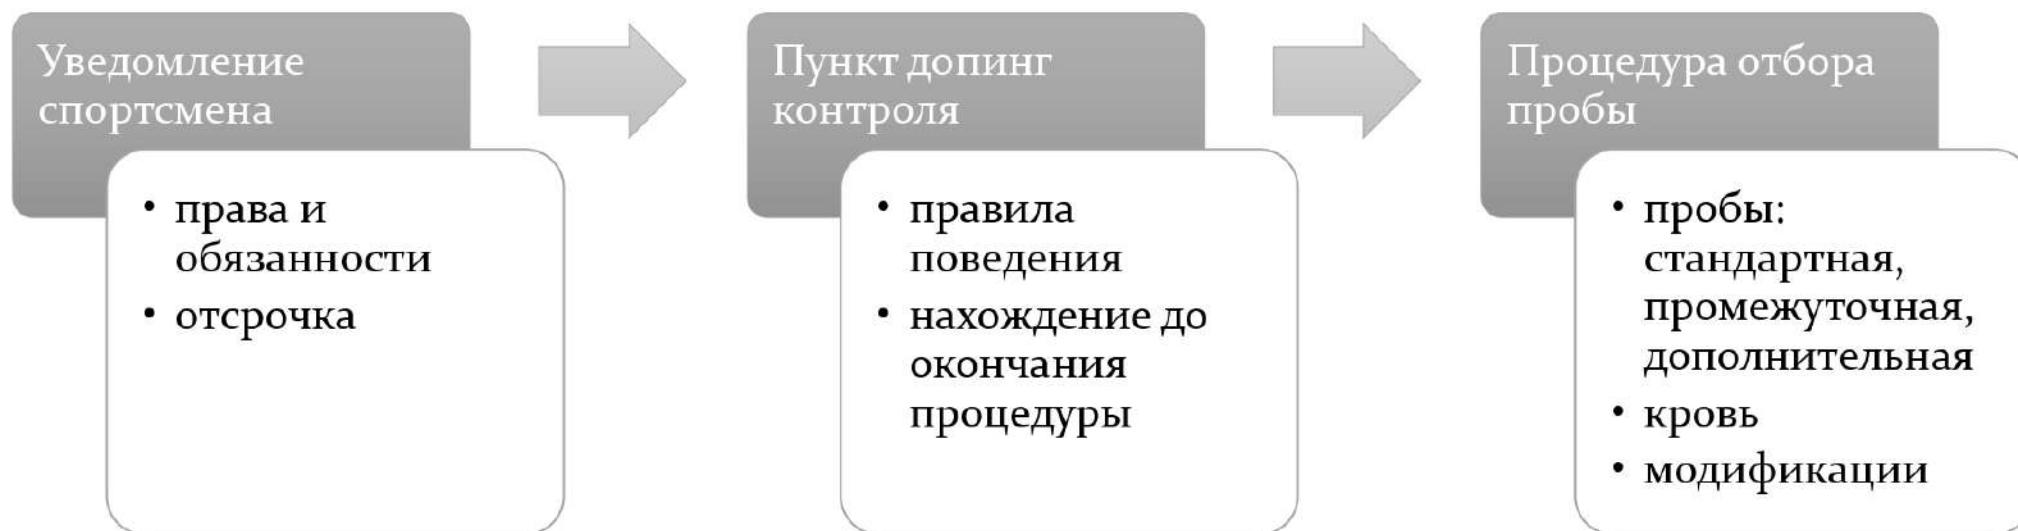 Уведомление
спортсмена
• права и
обязанности
• отсрочка
Пункт допинг
контроля
• правила
поведения
• нахождение до
окончания
процедуры
Процедура отбора
пробы
• пробы:
стандартная,
промежуточная,
дополнительная
• кровь
• модификации